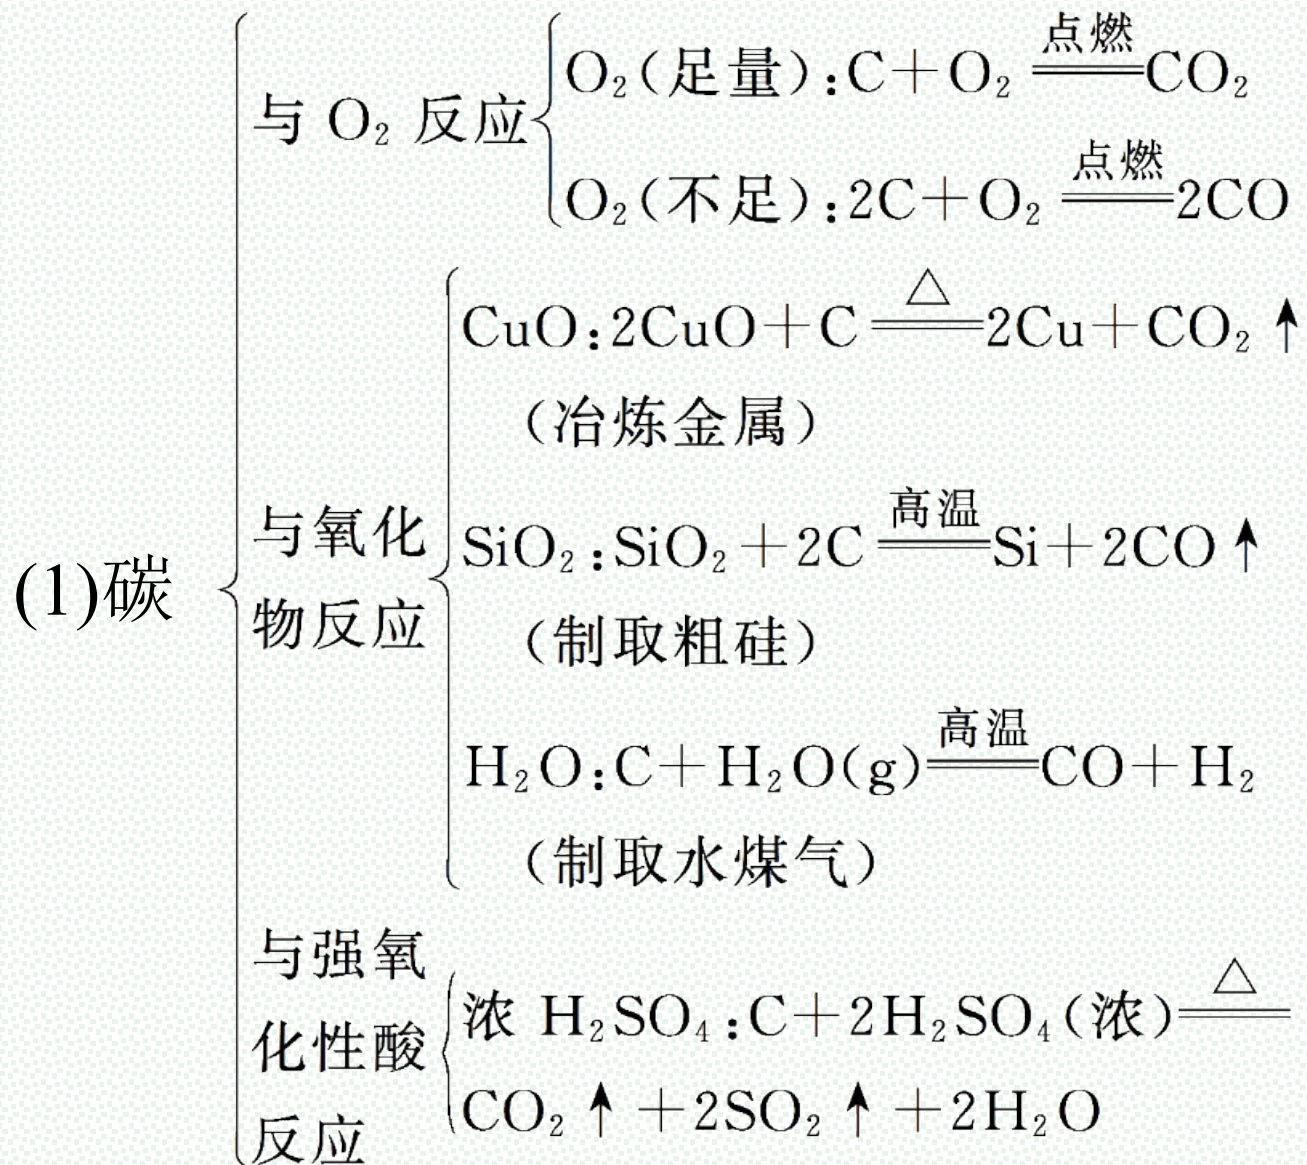 (1)碳
与 O₂ 反应
O₂(足量):C+O₂ 点燃══CO₂
O₂(不足):2C+O₂ 点燃══2CO
与氧化
物反应
CuO:2CuO+C △══2Cu+CO₂↑
(冶炼金属)
SiO₂:SiO₂+2C 高温══Si+2CO↑
(制取粗硅)
H₂O:C+H₂O(g) 高温══CO+H₂
(制取水煤气)
与强氧
化性酸
反应
浓 H₂SO₄:C+2H₂SO₄(浓) △══
CO₂↑+2SO₂↑+2H₂O